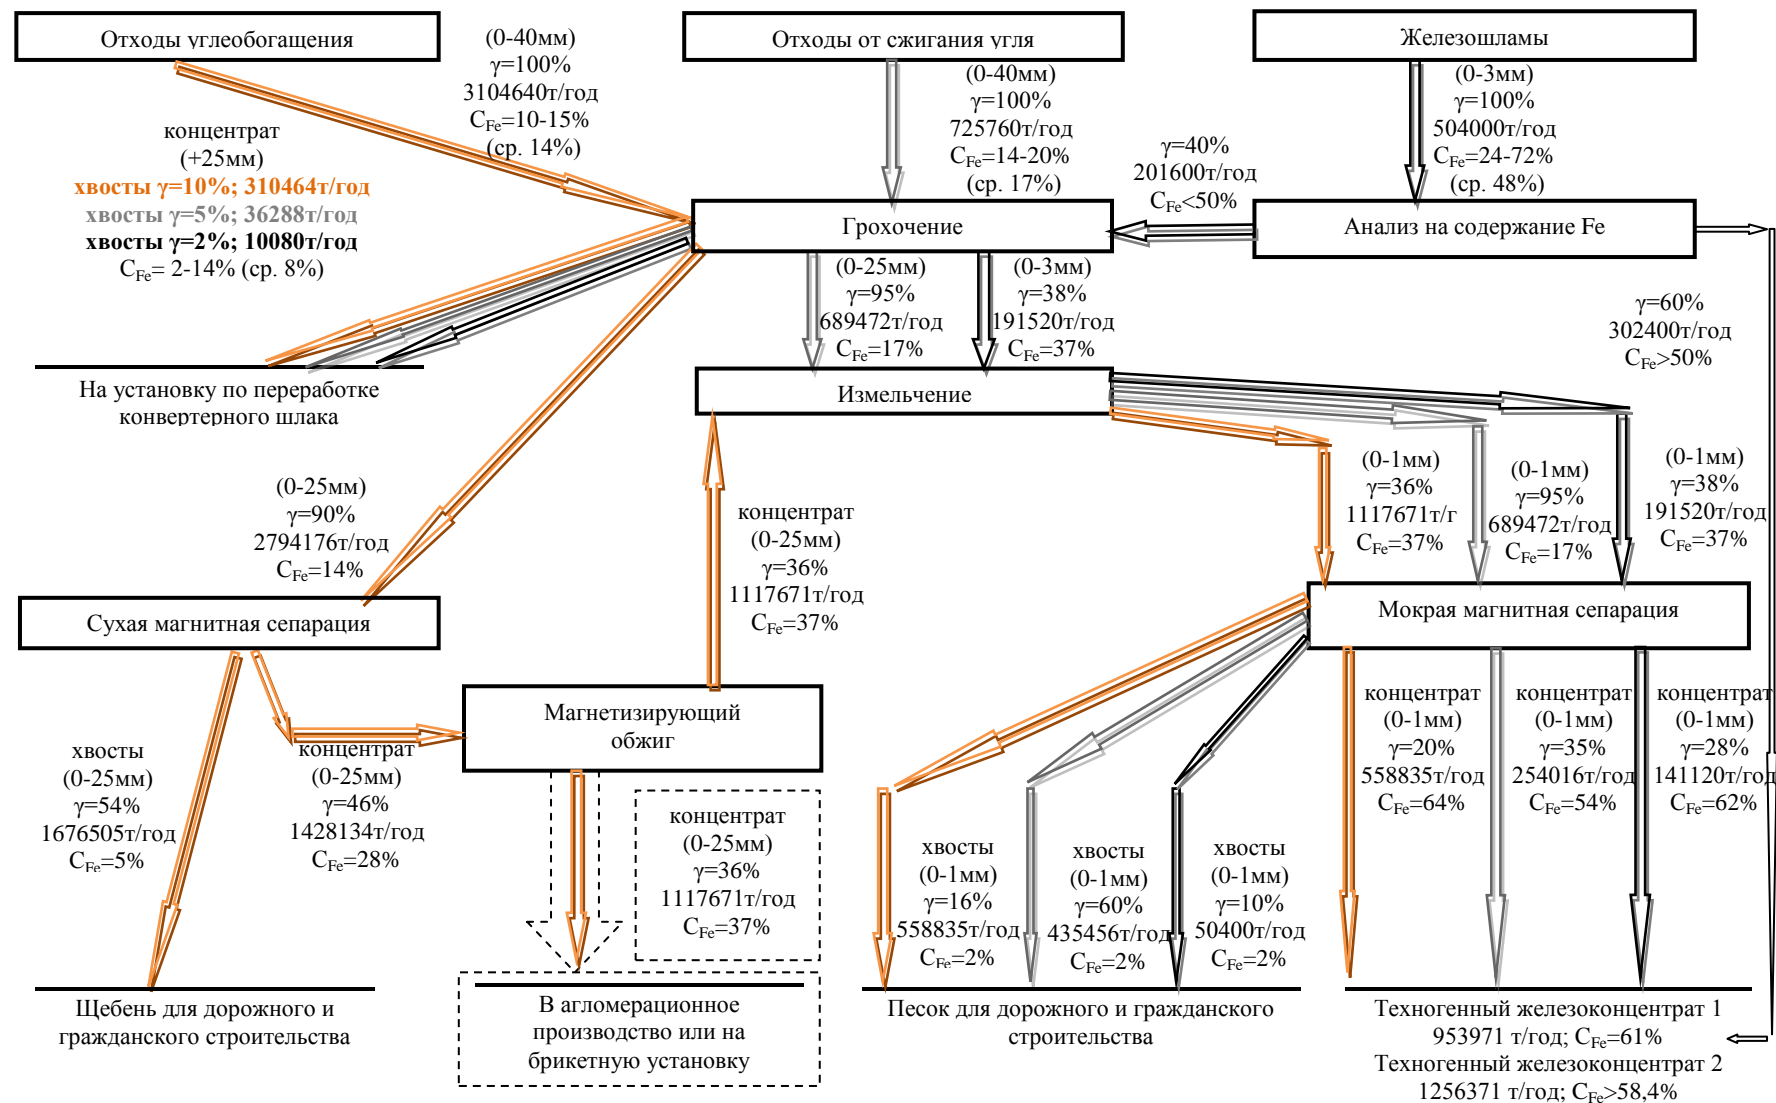 Отходы углеобогащения
(0-40мм)
γ=100%
3104640т/год
CFe=10-15%
(ср. 14%)
Отходы от сжигания угля
(0-40мм)
γ=100%
725760т/год
CFe=14-20%
(ср. 17%)
Железошламы
(0-3мм)
γ=100%
504000т/год
CFe=24-72%
(ср. 48%)
концентрат
(+25мм)
хвосты γ=10%; 310464т/год
хвосты γ=5%; 36288т/год
хвосты γ=2%; 10080т/год
CFe= 2-14% (ср. 8%)
γ=40%
201600т/год
CFe<50%
Грохочение
Анализ на содержание Fe
(0-25мм)
γ=95%
689472т/год
CFe=17%
(0-3мм)
γ=38%
191520т/год
CFe=37%
γ=60%
302400т/год
CFe>50%
На установку по переработке
конвертерного шлака
Измельчение
(0-25мм)
γ=90%
2794176т/год
CFe=14%
концентрат
(0-25мм)
γ=36%
1117671т/год
CFe=37%
(0-1мм)
γ=36%
1117671т/г
CFe=37%
(0-1мм)
γ=95%
689472т/год
CFe=17%
(0-1мм)
γ=38%
191520т/год
CFe=37%
Сухая магнитная сепарация
Мокрая магнитная сепарация
Магнетизирующий
обжиг
хвосты
(0-25мм)
γ=54%
1676505т/год
CFe=5%
концентрат
(0-25мм)
γ=46%
1428134т/год
CFe=28%
концентрат
(0-25мм)
γ=36%
1117671т/год
CFe=37%
концентрат
(0-1мм)
γ=20%
558835т/год
CFe=64%
концентрат
(0-1мм)
γ=35%
254016т/год
CFe=54%
концентрат
(0-1мм)
γ=28%
141120т/год
CFe=62%
хвосты
(0-1мм)
γ=16%
558835т/год
CFe=2%
хвосты
(0-1мм)
γ=60%
435456т/год
CFe=2%
хвосты
(0-1мм)
γ=10%
50400т/год
CFe=2%
Щебень для дорожного и
гражданского строительства
В агломерационное
производство или на
брикетную установку
Песок для дорожного и гражданского
строительства
Техногенный железоконцентрат 1
953971 т/год; CFe=61%
Техногенный железоконцентрат 2
1256371 т/год; CFe>58,4%